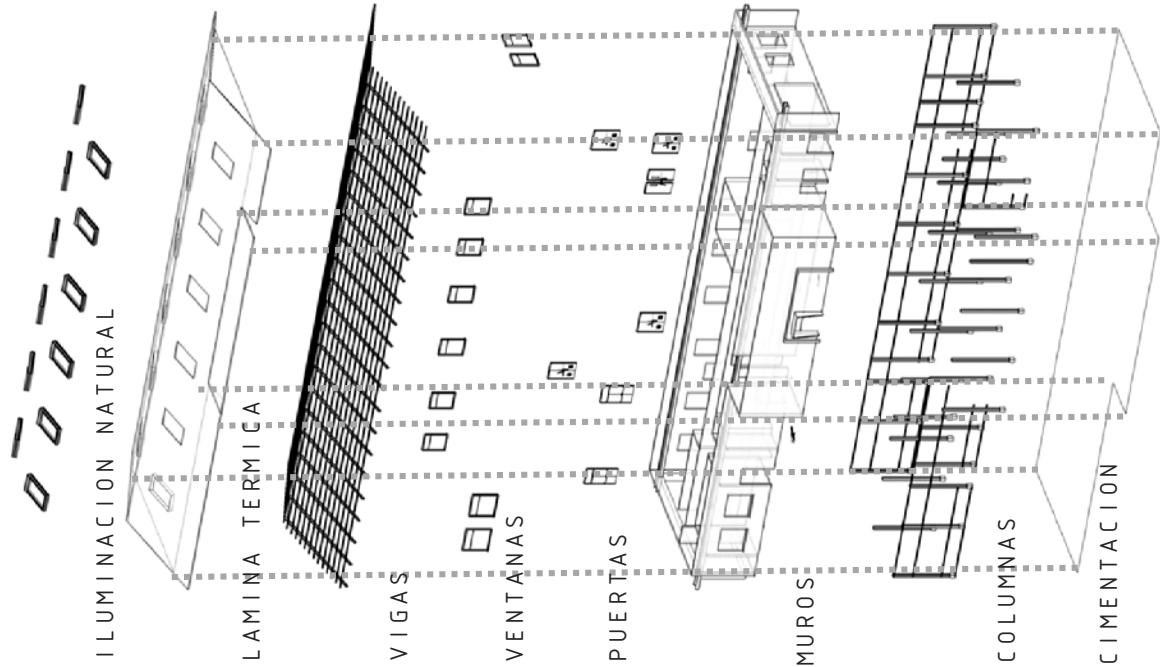 ILUMINACION NATURAL
LAMINA TERMICA
VIGAS
VENTANAS
PUERTAS
MUROS
COLUMNAS
CIMENTACION